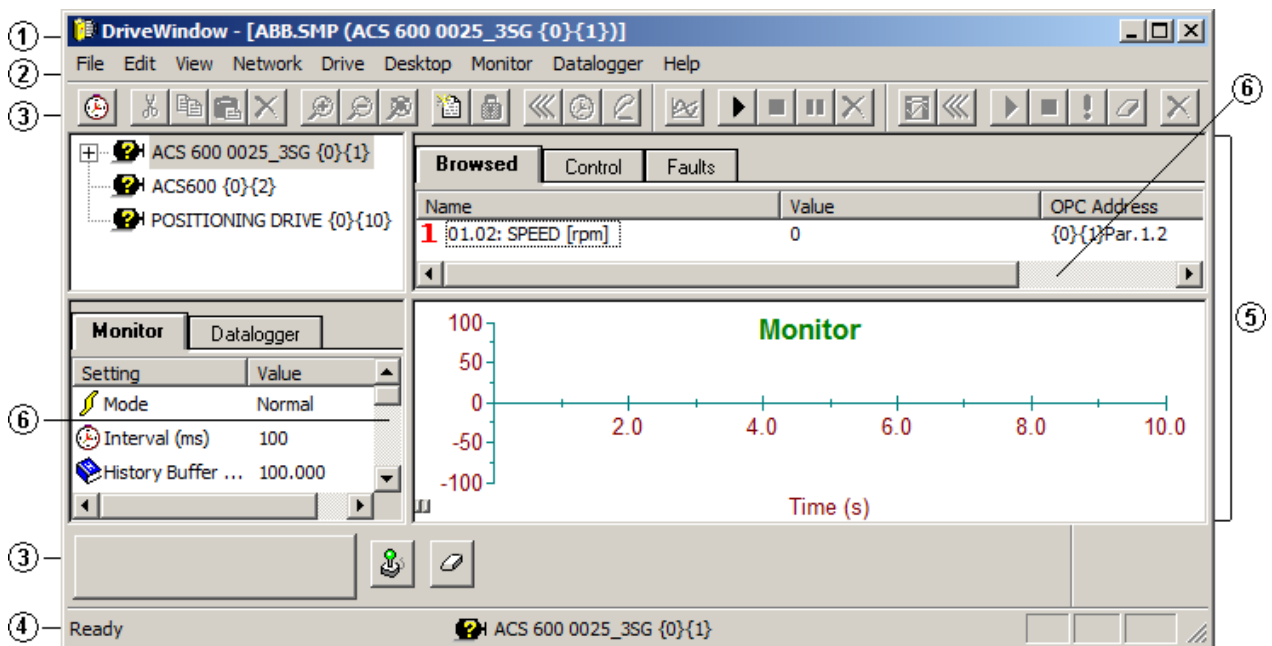 ① DriveWindow - [ABB.SMP (ACS 600 0025_3SG {0}{1})]
② File Edit View Network Drive Desktop Monitor Datalogger Help
③
⑥
ACS 600 0025_3SG {0}{1}
ACS600 {0}{2}
POSITIONING DRIVE {0}{10}
Browsed Control Faults
Name Value OPC Address
1 01.02: SPEED [rpm] 0 {0}{1}Par.1.2
⑤
Monitor Datalogger
Setting Value
Mode Normal
⑥
Interval (ms) 100
History Buffer ... 100.000
Monitor
100
50
0
-50
-100
2.0 4.0 6.0 8.0 10.0
Time (s)
③
④ Ready ACS 600 0025_3SG {0}{1}